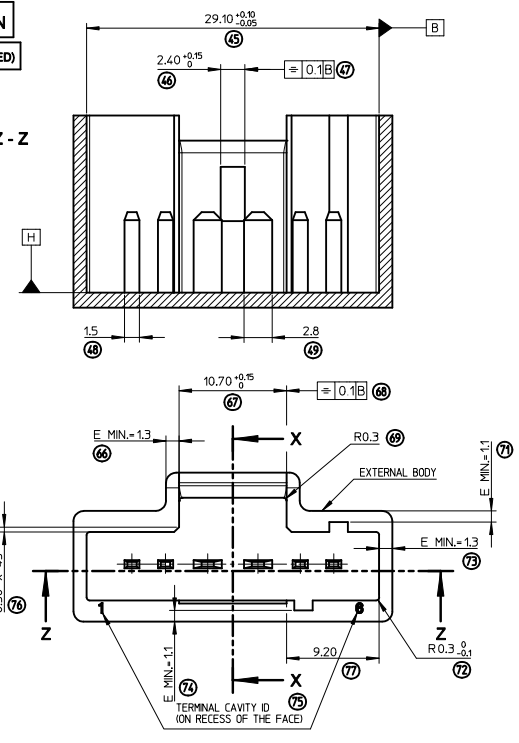 N
ED)
Z - Z
29.10 +0.10 -0.05
45
B
2.40 +0.15 0
46
⌯ 0.1 B 47
H
1.5
48
2.8
49
10.70 +0.15 0
67
⌯ 0.1 B 68
E MIN.= 1.3
66
X
R0.3 69
EXTERNAL BODY
E MIN.= 1.1
71
E MIN.= 1.3
73
76
1
6
Z
Z
E MIN.= 1.1
74
X
75
9.20
77
R0.3 0 -0.1
72
TERMINAL CAVITY ID
(ON RECESS OF THE FACE)